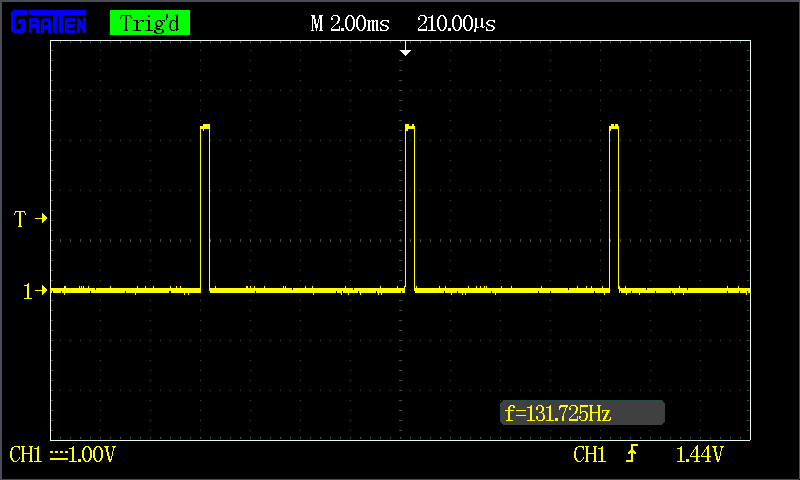 GRATTEN Trig'd M 2.00ms 210.00µs
T
1
f=131.725Hz
CH1 1.00V CH1 1.44V